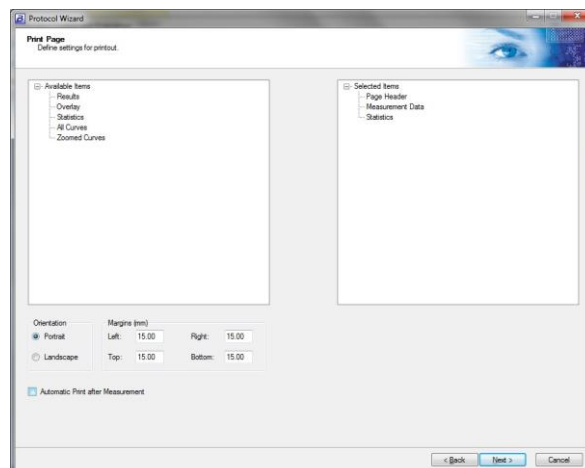 Protocol Wizard
Print Page
Define settings for printout.
Available Items
Results
Overlay
Statistics
All Curves
Zoomed Curves
Selected Items
Page Header
Measurement Data
Statistics
Orientation
Portrait
Landscape
Margins (mm)
Left: 15.00 Right: 15.00
Top: 15.00 Bottom: 15.00
Automatic Print after Measurement
< Back Next > Cancel